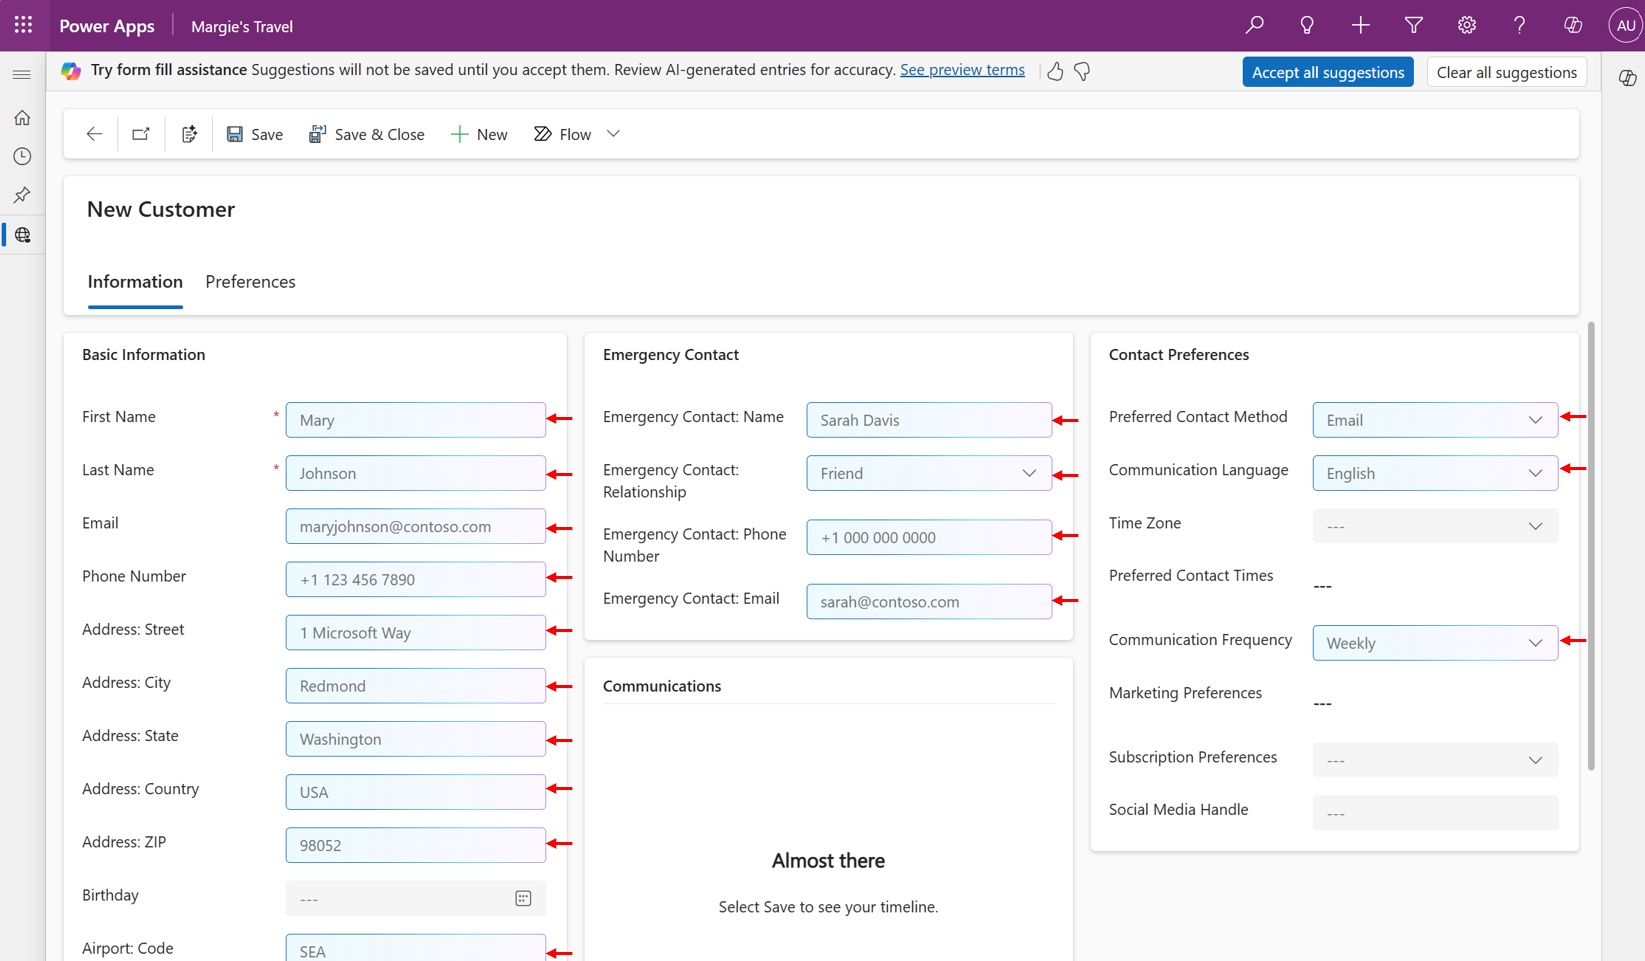 Power Apps
Margie's Travel
AU
Try form fill assistance Suggestions will not be saved until you accept them. Review AI-generated entries for accuracy. See preview terms
Accept all suggestions
Clear all suggestions
Save
Save & Close
New
Flow
New Customer
Information
Preferences
Basic Information
First Name
*
Mary
Last Name
*
Johnson
Email
maryjohnson@contoso.com
Phone Number
+1 123 456 7890
Address: Street
1 Microsoft Way
Address: City
Redmond
Address: State
Washington
Address: Country
USA
Address: ZIP
98052
Birthday
---
Airport: Code
SEA
Emergency Contact
Emergency Contact: Name
Sarah Davis
Emergency Contact:
Relationship
Friend
Emergency Contact: Phone
Number
+1 000 000 0000
Emergency Contact: Email
sarah@contoso.com
Communications
Almost there
Select Save to see your timeline.
Contact Preferences
Preferred Contact Method
Email
Communication Language
English
Time Zone
---
Preferred Contact Times
---
Communication Frequency
Weekly
Marketing Preferences
---
Subscription Preferences
---
Social Media Handle
---